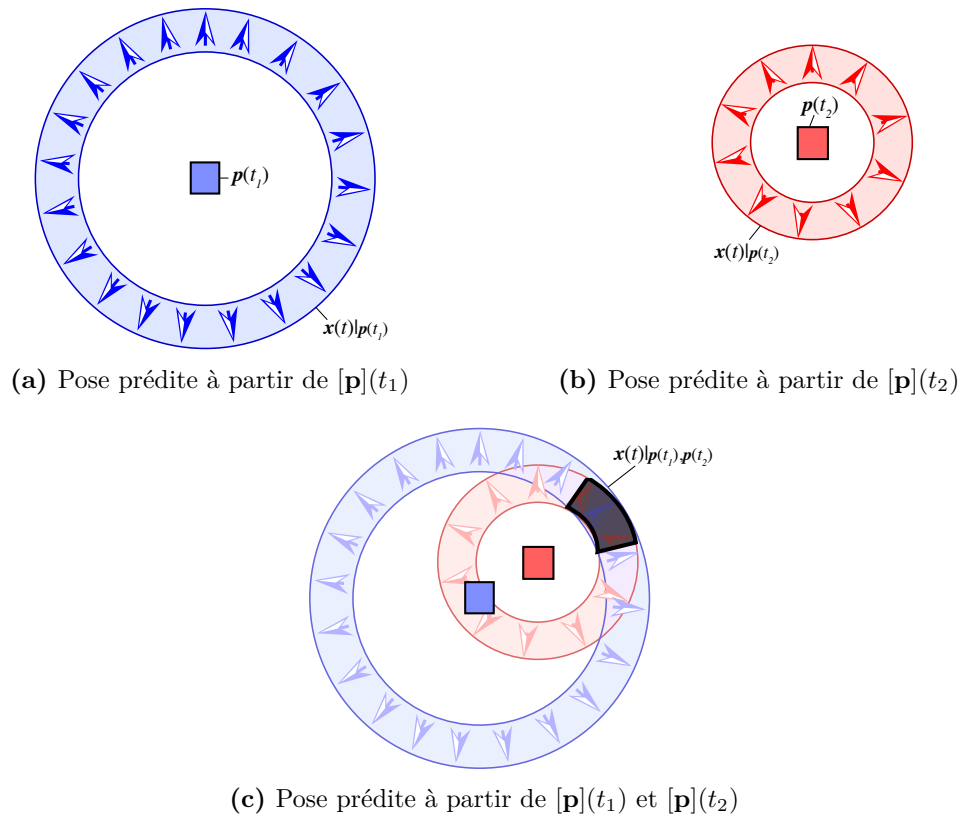 p(t₁)
x(t)|p(t₁)
p(t₂)
x(t)|p(t₂)
(a) Pose prédite à partir de [p](t₁)
(b) Pose prédite à partir de [p](t₂)
x(t)|p(t₁),p(t₂)
(c) Pose prédite à partir de [p](t₁) et [p](t₂)